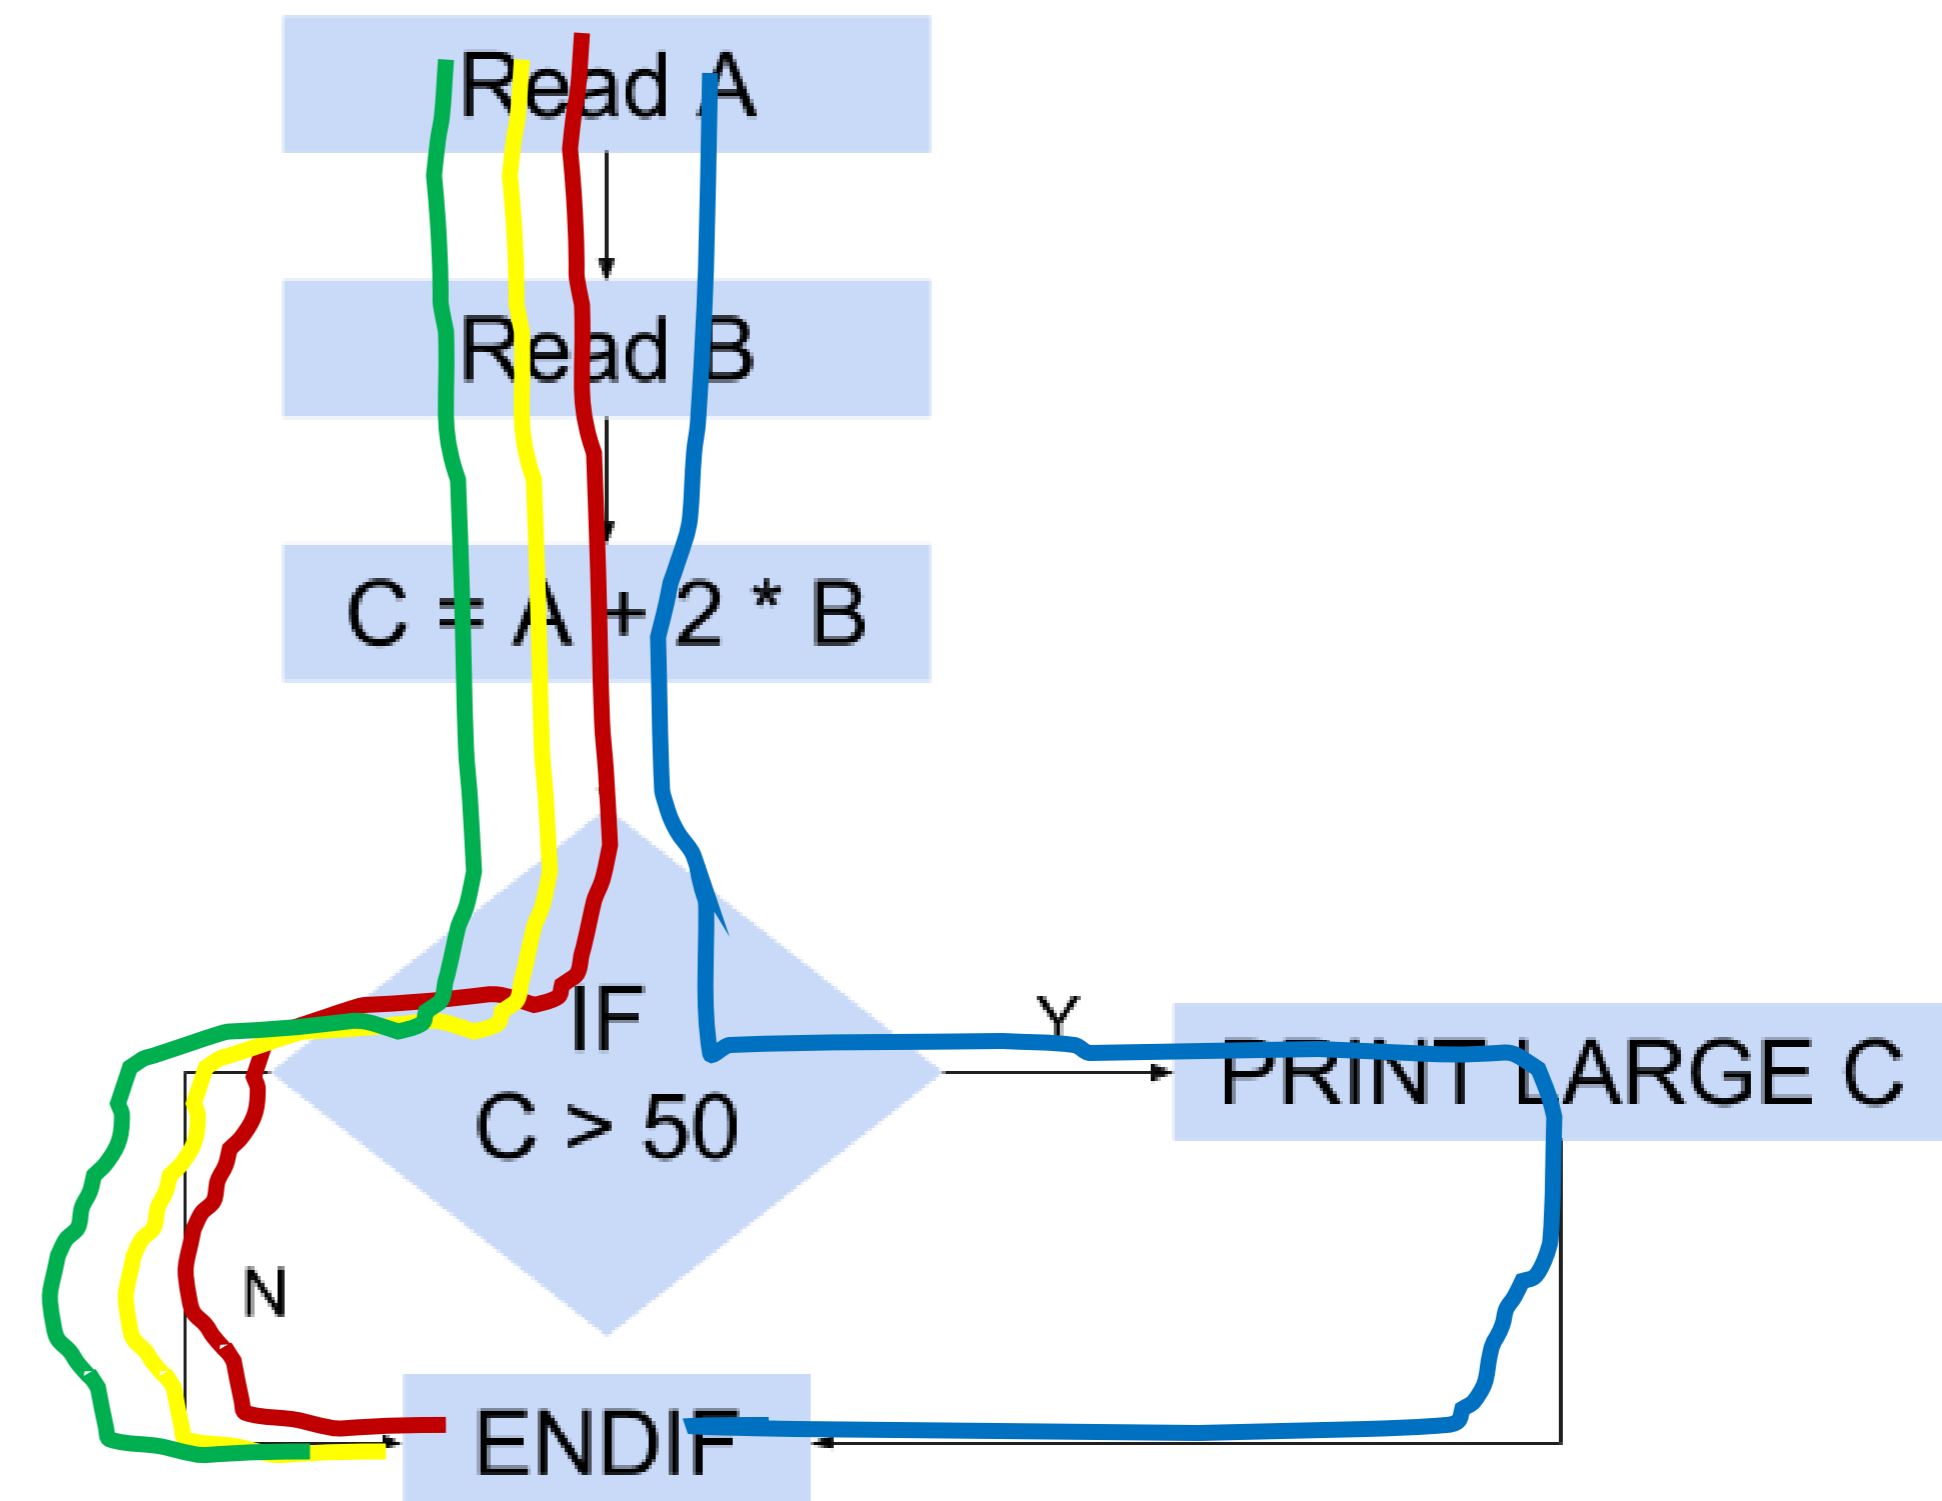 Read A
Read B
C = A + 2 * B
IF
C > 50
Y
PRINT LARGE C
N
ENDIF